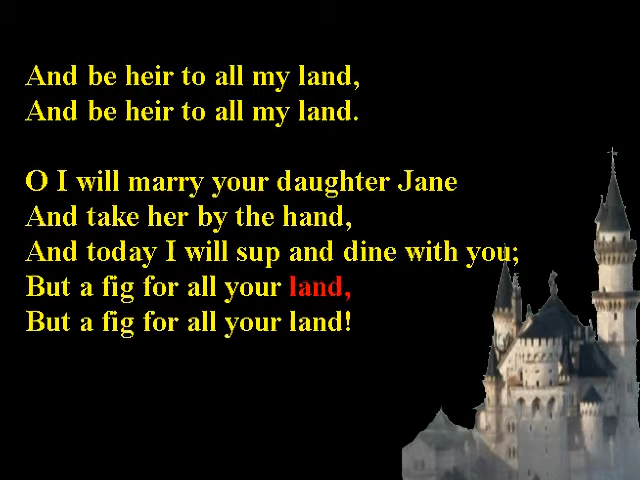 And be heir to all my land,
And be heir to all my land.
O I will marry your daughter Jane
And take her by the hand,
And today I will sup and dine with you;
But a fig for all your land,
But a fig for all your land!